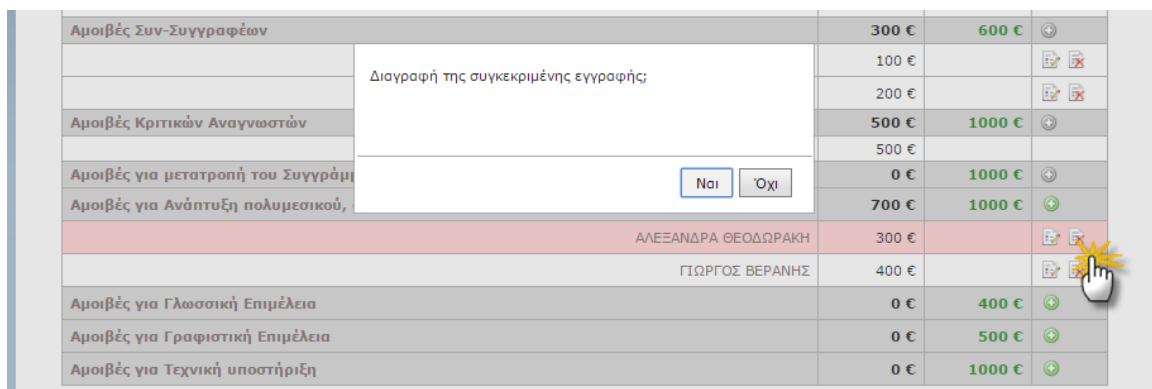 Αμοιβές Συν-Συγγραφέων 300 € 600 €
100 €
200 €
Διαγραφή της συγκεκριμένης εγγραφής;
Αμοιβές Κριτικών Αναγνωστών 500 € 1000 €
500 €
Αμοιβές για μετατροπή του 0 € 1000 €
Ναι Όχι
Αμοιβές για Ανάπτυξη πολυμεσικού, 700 € 1000 €
ΑΛΕΞΑΝΔΡΑ ΘΕΟΔΩΡΑΚΗ 300 €
ΓΙΩΡΓΟΣ ΒΕΡΑΝΗΣ 400 €
Αμοιβές για Γλωσσική Επιμέλεια 0 € 400 €
Αμοιβές για Γραφιστική Επιμέλεια 0 € 500 €
Αμοιβές για Τεχνική υποστήριξη 0 € 1000 €